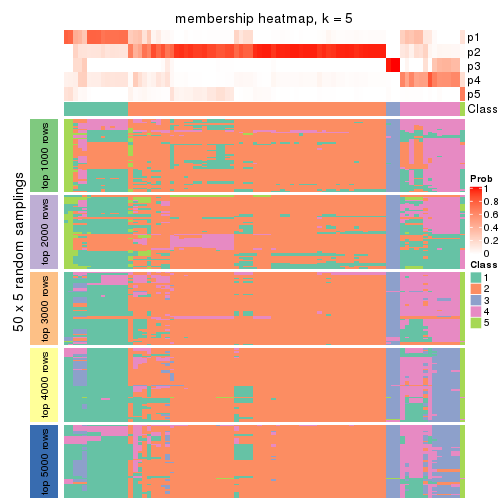 membership heatmap, k = 5
p1
p2
p3
p4
p5
Class
50 x 5 random samplings
top 1000 rows
top 2000 rows
top 3000 rows
top 4000 rows
top 5000 rows
Prob
1
0.8
0.6
0.4
0.2
0
Class
1
2
3
4
5